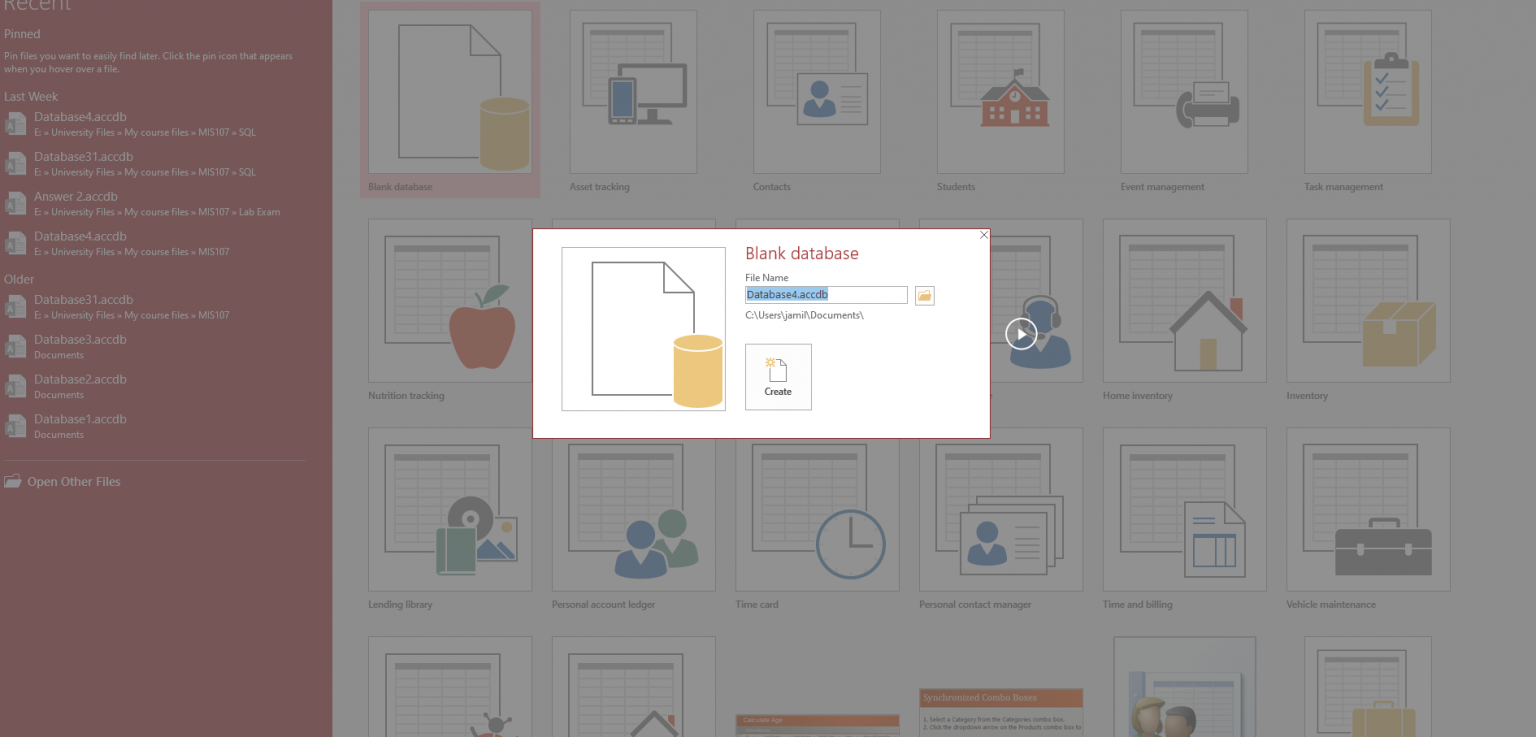 Recent
Pinned
Pin files you want to easily find later. Click the pin icon that appears
when you hover over a file.
Last Week
Database4.accdb
E: » University Files » My course files » MIS107 » SQL
Database31.accdb
E: » University Files » My course files » MIS107 » SQL
Answer 2.accdb
E: » University Files » My course files » MIS107 » Lab Exam
Database4.accdb
E: » University Files » My course files » MIS107
Older
Database31.accdb
E: » University Files » My course files » MIS107
Database3.accdb
Documents
Database2.accdb
Documents
Database1.accdb
Documents
Open Other Files
Blank database
Asset tracking
Contacts
Students
Event management
Task management
Blank database
File Name
Database4.accdb
C:\Users\jamil\Documents\
Create
Nutrition tracking
Home inventory
Inventory
Lending library
Personal account ledger
Time card
Personal contact manager
Time and billing
Vehicle maintenance
Calculate Age
Synchronized Combo Boxes
1. Select a Category from the Categories combo box.
2. Click the dropdown arrow on the Products combo box to